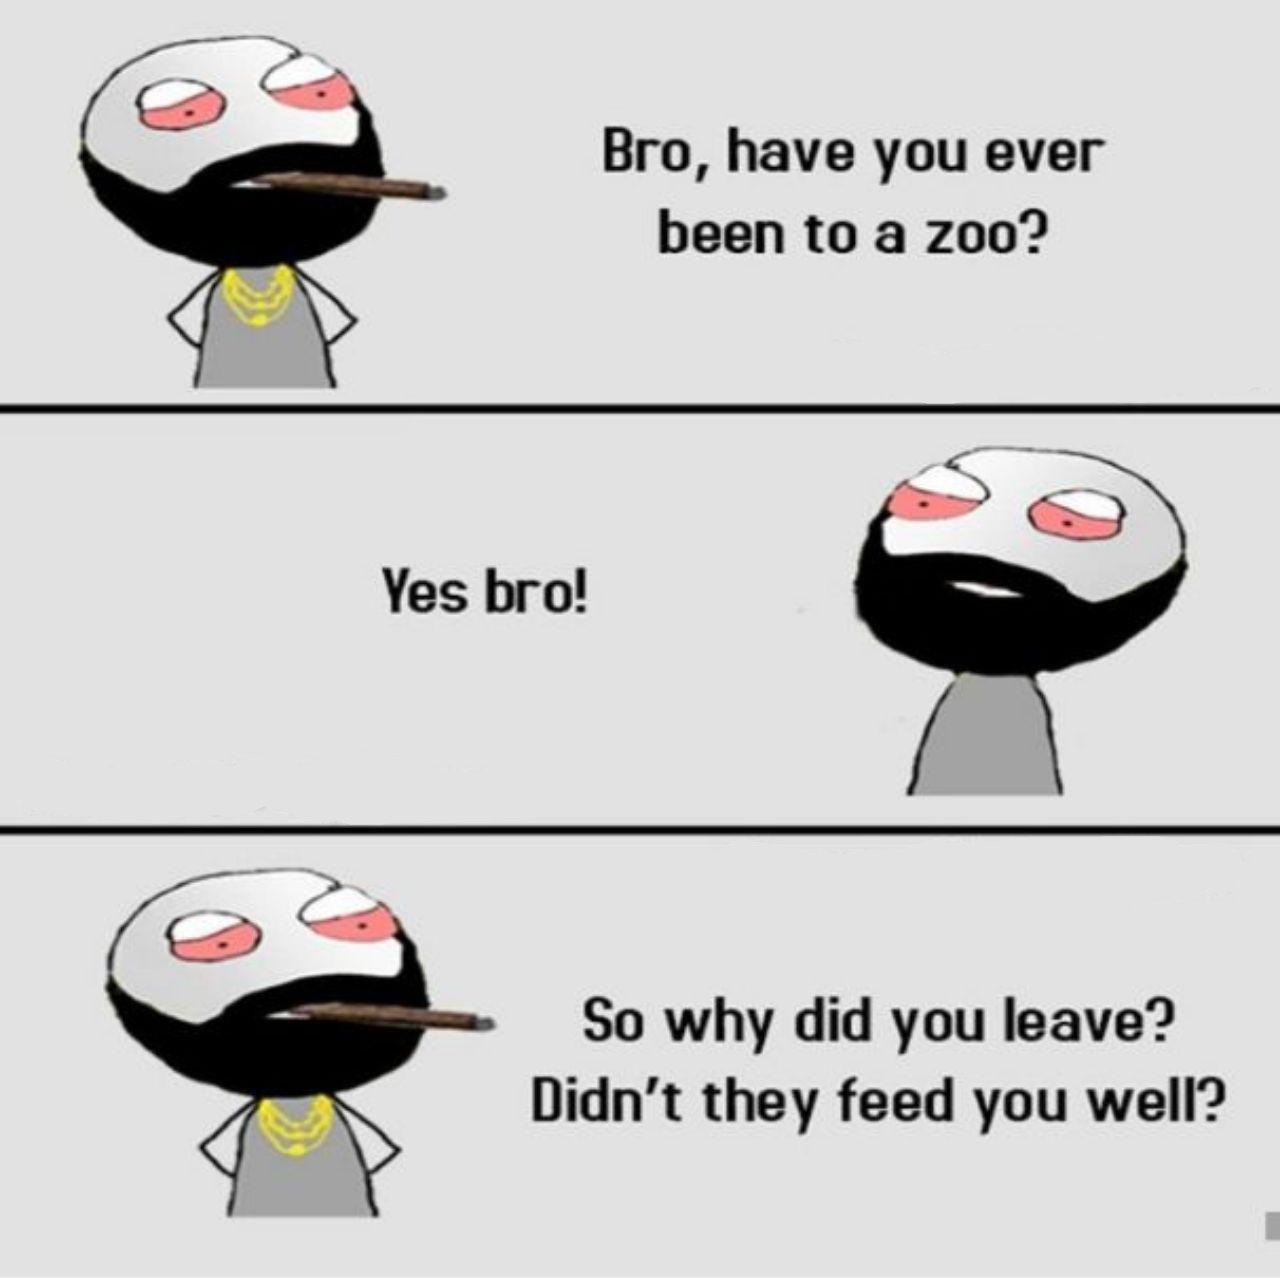 Bro, have you ever
been to a zoo?
Yes bro!
So why did you leave?
Didn't they feed you well?